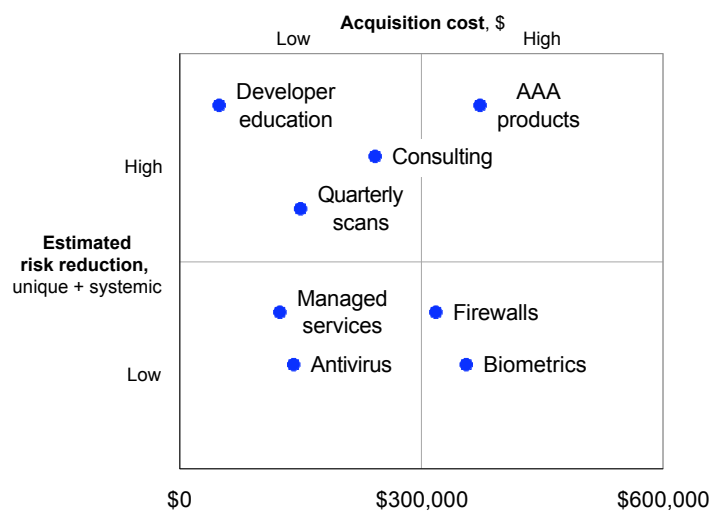 Acquisition cost, $
Low
High
Developer
education
AAA
products
Consulting
High
Quarterly
scans
Estimated
risk reduction,
unique + systemic
Managed
services
Firewalls
Low
Antivirus
Biometrics
$0
$300,000
$600,000